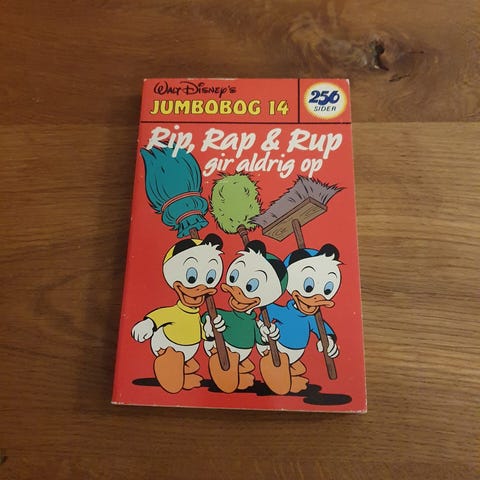 Walt Disney's
JUMBOBOG 14
256
SIDER
Rip, Rap & Rup
gir aldrig op